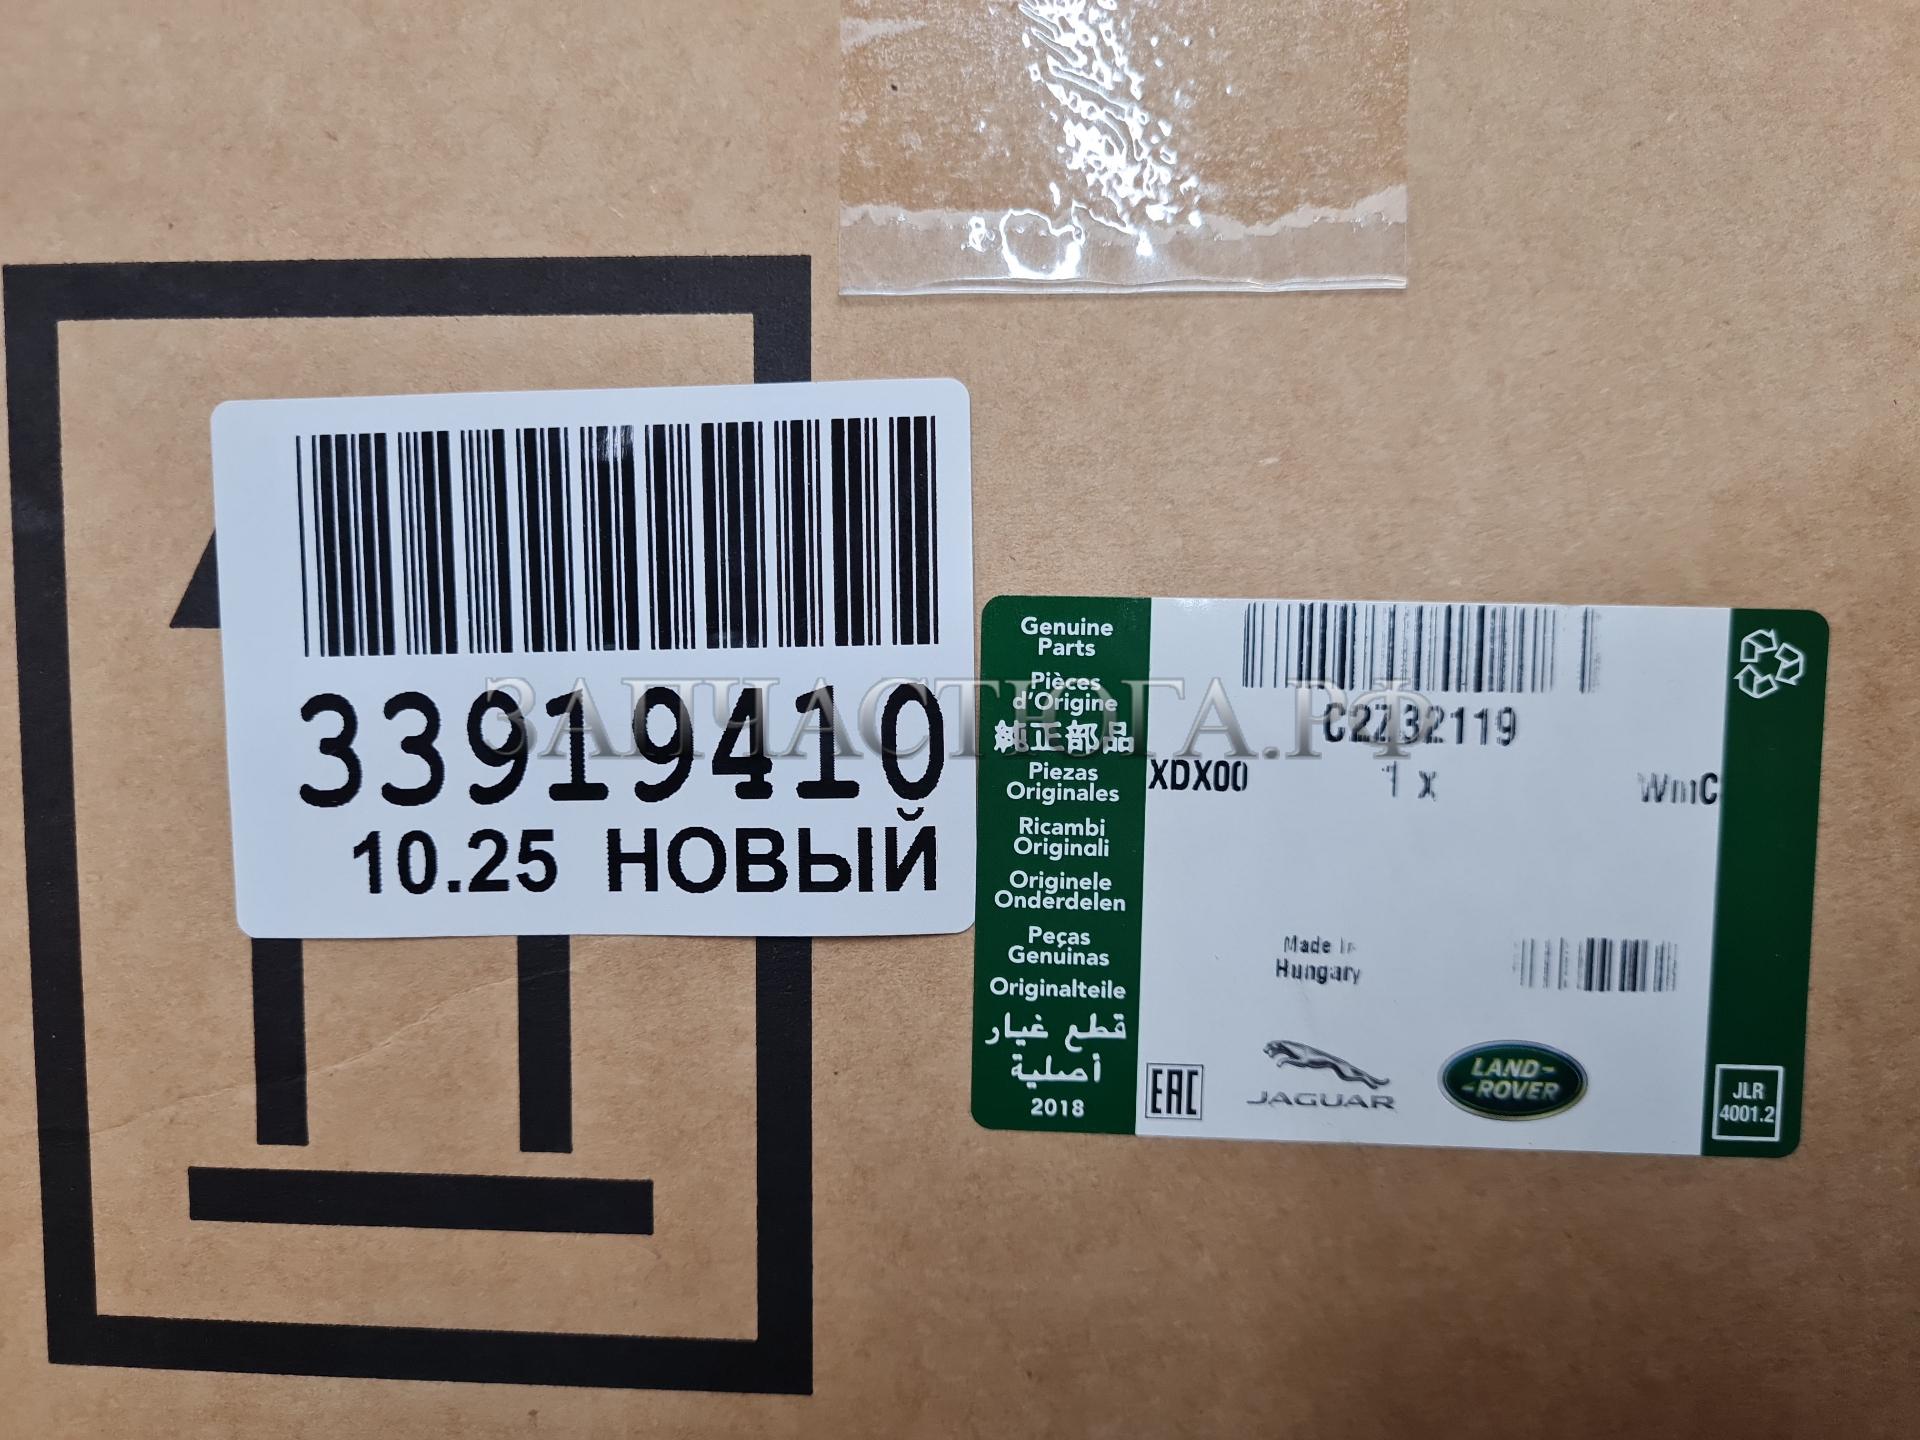 33919410
10.25 НОВЫЙ
ЗАПЧАСТЮГА.РФ
Genuine
Parts
Pièces
d'Origine
純正部品
Piezas
Originales
Ricambi
Originali
Originele
Onderdelen
Peças
Genuínas
Originalteile
قطع غيار
أصلية
2018
C2Z32119
XDX00 1 x WmC
Made In
Hungary
EAC
JAGUAR
LAND-
-ROVER
JLR
4001.2